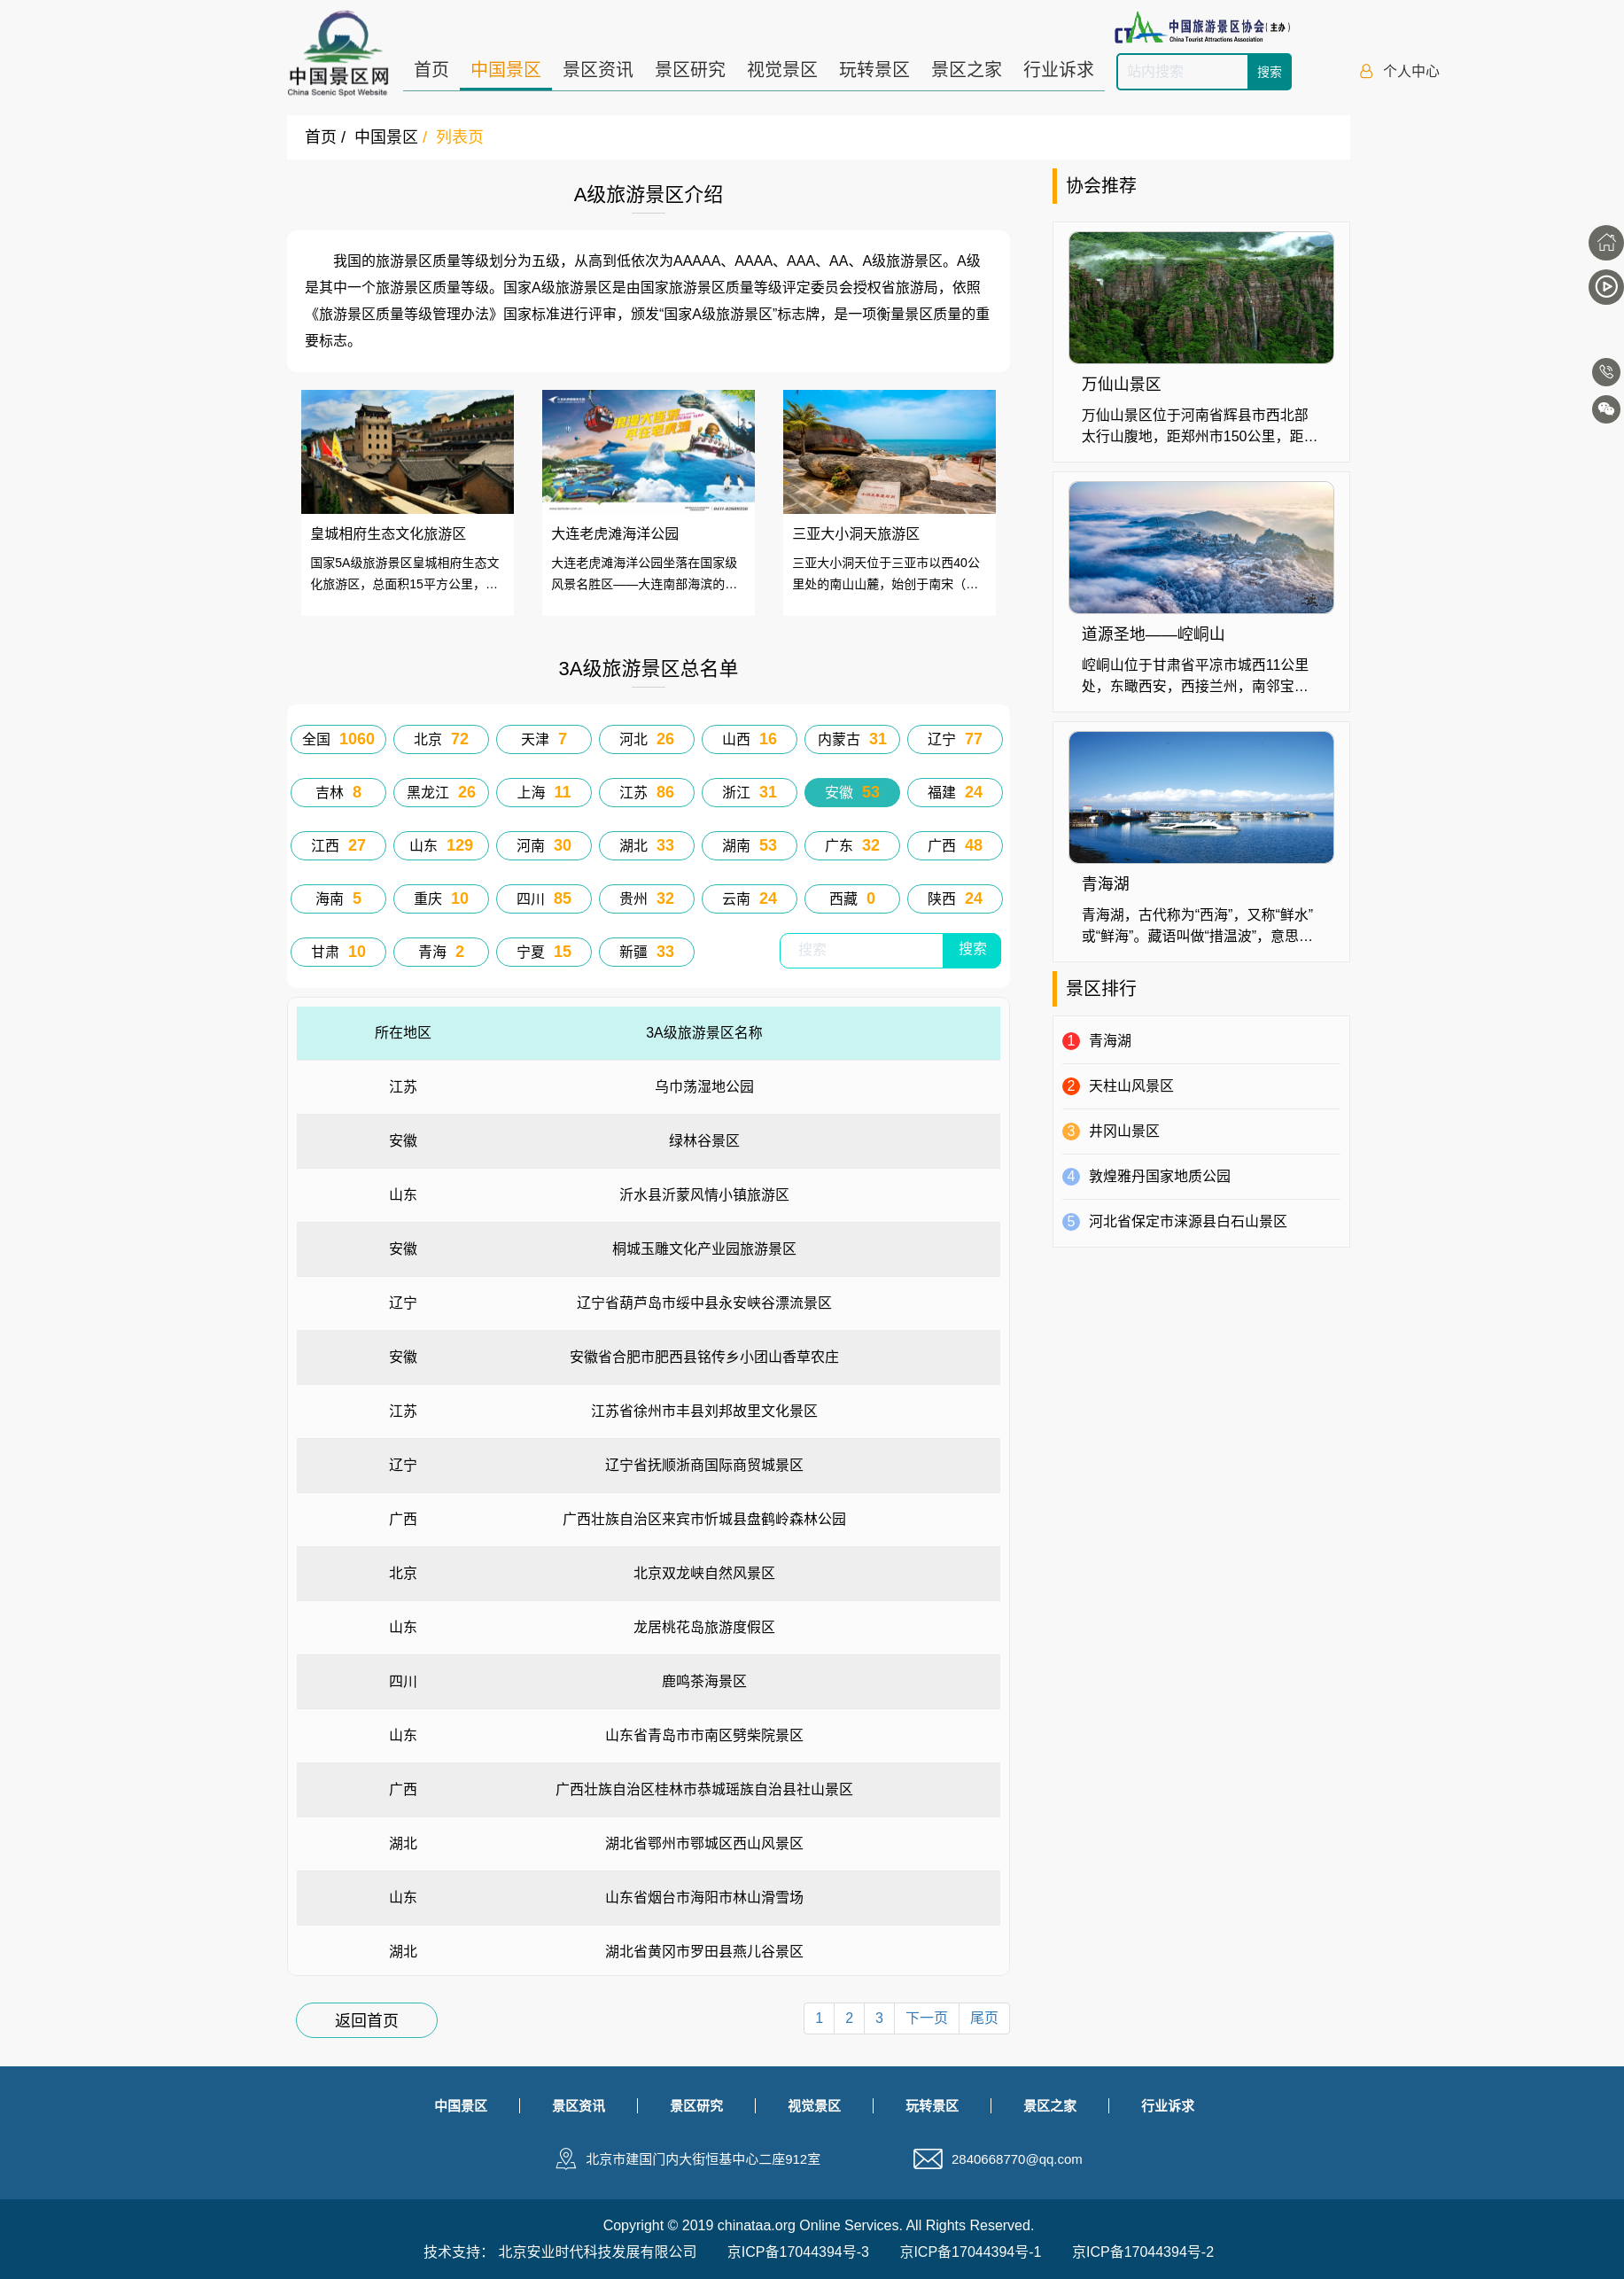 中国景区网
China Scenic Spot Website
CTAA 中国旅游景区协会(主办)
China Tourist Attractions Association
首页 中国景区 景区资讯 景区研究 视觉景区 玩转景区 景区之家 行业诉求
站内搜索 搜索
个人中心
首页 / 中国景区 / 列表页
A级旅游景区介绍
我国的旅游景区质量等级划分为五级，从高到低依次为AAAAA、AAAA、AAA、AA、A级旅游景区。A级
是其中一个旅游景区质量等级。国家A级旅游景区是由国家旅游景区质量等级评定委员会授权省旅游局，依照
《旅游景区质量等级管理办法》国家标准进行评审，颁发“国家A级旅游景区”标志牌，是一项衡量景区质量的重
要标志。
皇城相府生态文化旅游区
国家5A级旅游景区皇城相府生态文
化旅游区，总面积15平方公里，…
浪漫大连游
乐在老虎滩
大连老虎滩海洋公园
大连老虎滩海洋公园坐落在国家级
风景名胜区——大连南部海滨的…
三亚大小洞天旅游区
三亚大小洞天位于三亚市以西40公
里处的南山山麓，始创于南宋（…
3A级旅游景区总名单
全国 1060 北京 72 天津 7 河北 26 山西 16 内蒙古 31 辽宁 77
吉林 8 黑龙江 26 上海 11 江苏 86 浙江 31 安徽 53 福建 24
江西 27 山东 129 河南 30 湖北 33 湖南 53 广东 32 广西 48
海南 5 重庆 10 四川 85 贵州 32 云南 24 西藏 0 陕西 24
甘肃 10 青海 2 宁夏 15 新疆 33 搜索 搜索
所在地区 3A级旅游景区名称
江苏 乌巾荡湿地公园
安徽 绿林谷景区
山东 沂水县沂蒙风情小镇旅游区
安徽 桐城玉雕文化产业园旅游景区
辽宁 辽宁省葫芦岛市绥中县永安峡谷漂流景区
安徽 安徽省合肥市肥西县铭传乡小团山香草农庄
江苏 江苏省徐州市丰县刘邦故里文化景区
辽宁 辽宁省抚顺浙商国际商贸城景区
广西 广西壮族自治区来宾市忻城县盘鹤岭森林公园
北京 北京双龙峡自然风景区
山东 龙居桃花岛旅游度假区
四川 鹿鸣茶海景区
山东 山东省青岛市市南区劈柴院景区
广西 广西壮族自治区桂林市恭城瑶族自治县社山景区
湖北 湖北省鄂州市鄂城区西山风景区
山东 山东省烟台市海阳市林山滑雪场
湖北 湖北省黄冈市罗田县燕儿谷景区
返回首页
1 2 3 下一页 尾页
协会推荐
万仙山景区
万仙山景区位于河南省辉县市西北部
太行山腹地，距郑州市150公里，距…
道源圣地——崆峒山
崆峒山位于甘肃省平凉市城西11公里
处，东瞰西安，西接兰州，南邻宝…
青海湖
青海湖，古代称为“西海”，又称“鲜水”
或“鲜海”。藏语叫做“措温波”，意思…
景区排行
1 青海湖
2 天柱山风景区
3 井冈山景区
4 敦煌雅丹国家地质公园
5 河北省保定市涞源县白石山景区
中国景区 景区资讯 景区研究 视觉景区 玩转景区 景区之家 行业诉求
北京市建国门内大街恒基中心二座912室 2840668770@qq.com
Copyright © 2019 chinataa.org Online Services. All Rights Reserved.
技术支持： 北京安业时代科技发展有限公司 京ICP备17044394号-3 京ICP备17044394号-1 京ICP备17044394号-2